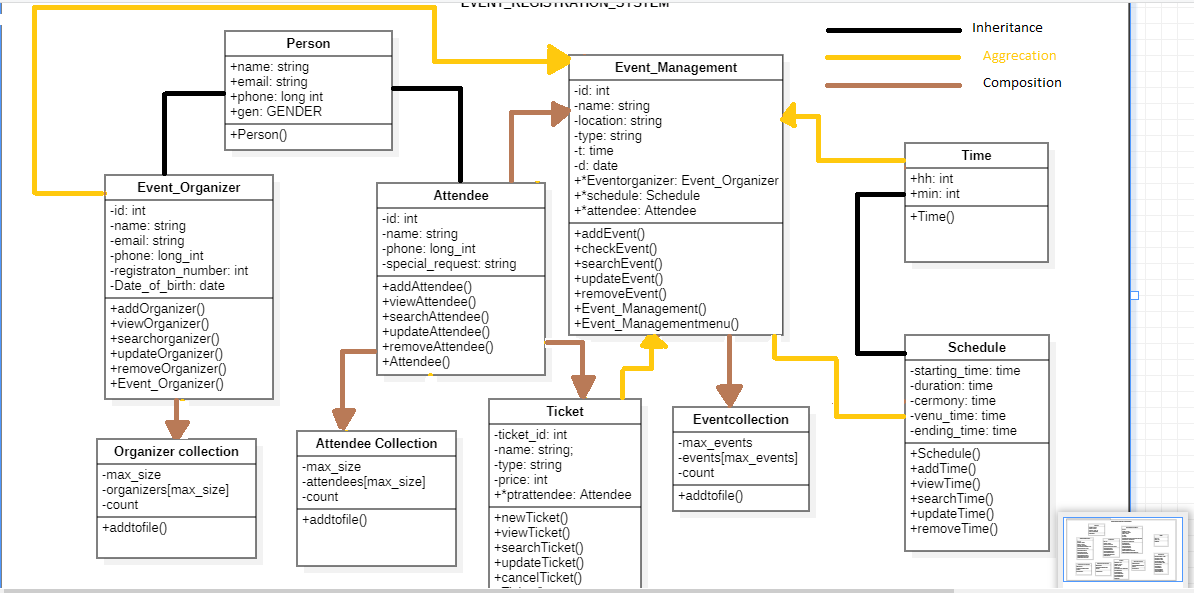 EVENT_REGISTRATION_SYSTEM
Inheritance
Aggrecation
Composition
Person
+name: string
+email: string
+phone: long int
+gen: GENDER
+Person()
Event_Management
-id: int
-name: string
-location: string
-type: string
-t: time
-d: date
+*Eventorganizer: Event_Organizer
+*schedule: Schedule
+*attendee: Attendee
+addEvent()
+checkEvent()
+searchEvent()
+updateEvent()
+removeEvent()
+Event_Management()
+Event_Managementmenu()
Time
+hh: int
+min: int
+Time()
Event_Organizer
-id: int
-name: string
-email: string
-phone: long_int
-registraton_number: int
-Date_of_birth: date
+addOrganizer()
+viewOrganizer()
+searchorganizer()
+updateOrganizer()
+removeOrganizer()
+Event_Organizer()
Attendee
-id: int
-name: string
-phone: long_int
-special_request: string
+addAttendee()
+viewAttendee()
+searchAttendee()
+updateAttendee()
+removeAttendee()
+Attendee()
Schedule
-starting_time: time
-duration: time
-cermony: time
-venu_time: time
-ending_time: time
+Schedule()
+addTime()
+viewTime()
+searchTime()
+updateTime()
+removeTime()
Organizer collection
-max_size
-organizers[max_size]
-count
+addtofile()
Attendee Collection
-max_size
-attendees[max_size]
-count
+addtofile()
Ticket
-ticket_id: int
-name: string;
-type: string
-price: int
+*ptrattendee: Attendee
+newTicket()
+viewTicket()
+searchTicket()
+updateTicket()
+cancelTicket()
Eventcollection
-max_events
-events[max_events]
-count
+addtofile()